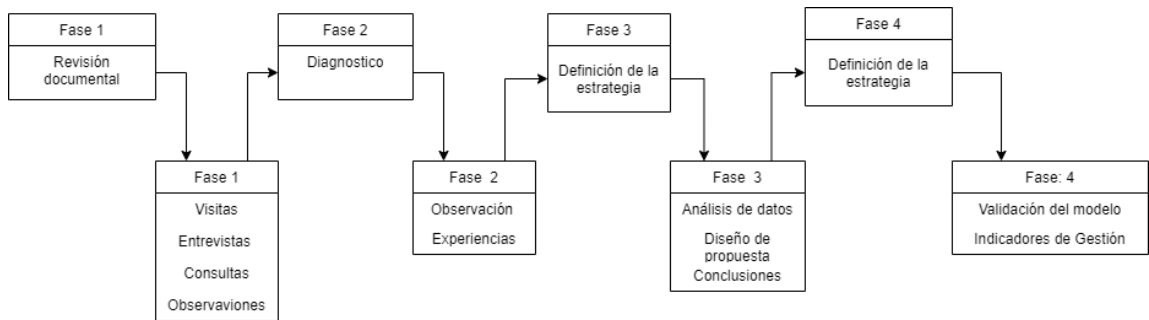 Fase 1
Revisión
documental
Fase 1
Visitas
Entrevistas
Consultas
Observaviones
Fase 2
Diagnostico
Fase 2
Observación
Experiencias
Fase 3
Definición de la
estrategia
Fase 3
Análisis de datos
Diseño de
propuesta
Conclusiones
Fase 4
Definición de la
estrategia
Fase: 4
Validación del modelo
Indicadores de Gestión